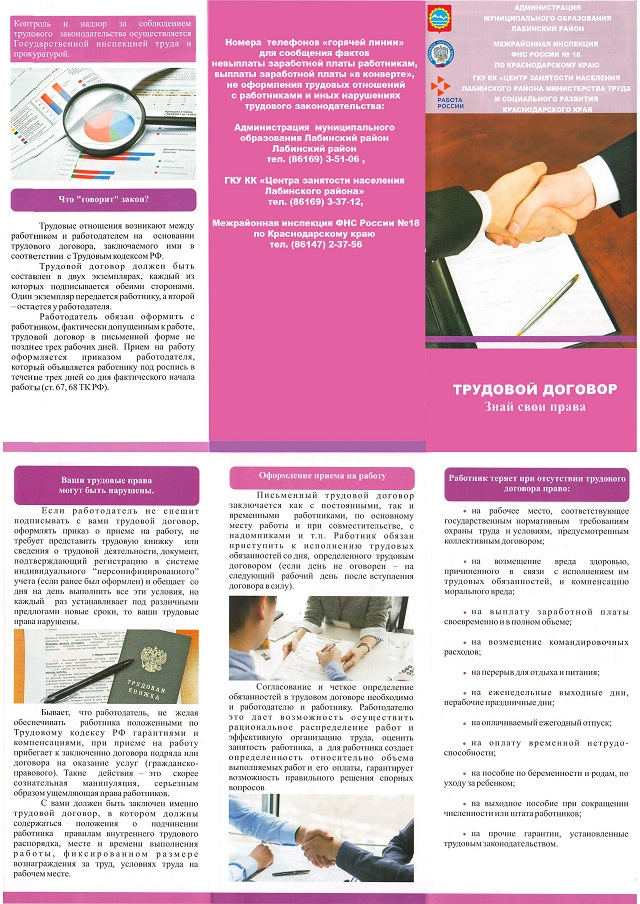 Контроль и надзор за соблюдением
трудового законодательства осуществляется
Государственной инспекцией труда и
прокуратурой.
Что "говорит" закон?
Трудовые отношения возникают между
работником и работодателем на основании
трудового договора, заключаемого ими в
соответствии с Трудовым кодексом РФ.
Трудовой договор должен быть
составлен в двух экземплярах, каждый из
которых подписывается обеими сторонами.
Один экземпляр передается работнику, а второй
– остается у работодателя.
Работодатель обязан оформить с
работником, фактически допущенным к работе,
трудовой договор в письменной форме не
позднее трех рабочих дней. Прием на работу
оформляется приказом работодателя,
который объявляется работнику под роспись в
течение трех дней со дня фактического начала
работы (ст. 67, 68 ТК РФ).
Номера телефонов «горячей линии»
для сообщения фактов
невыплаты заработной платы работникам,
выплаты заработной платы «в конверте»,
не оформления трудовых отношений
с работниками и иных нарушениях
трудового законодательства:
Администрация муниципального
образования Лабинский район
Лабинский район
тел. (86169) 3-51-06 ,
ГКУ КК «Центра занятости населения
Лабинского района»
тел. (86169) 3-37-12,
Межрайонная инспекция ФНС России №18
по Краснодарскому краю
тел. (86147) 2-37-56
АДМИНИСТРАЦИЯ
МУНИЦИПАЛЬНОГО ОБРАЗОВАНИЯ
ЛАБИНСКИЙ РАЙОН
МЕЖРАЙОННАЯ ИНСПЕКЦИЯ
ФНС РОССИИ № 18
ПО КРАСНОДАРСКОМУ КРАЮ
ГКУ КК «ЦЕНТР ЗАНЯТОСТИ НАСЕЛЕНИЯ
ЛАБИНСКОГО РАЙОНА МИНИСТЕРСТВА ТРУДА
И СОЦИАЛЬНОГО РАЗВИТИЯ
КРАСНОДАРСКОГО КРАЯ
РАБОТА
РОССИИ
ТРУДОВОЙ ДОГОВОР
Знай свои права
Ваши трудовые права
могут быть нарушены.
Если работодатель не спешит
подписывать с вами трудовой договор,
оформлять приказ о приеме на работу, не
требует представить трудовую книжку или
сведения о трудовой деятельности, документ,
подтверждающий регистрацию в системе
индивидуального "персонифицированного"
учета (если ранее был оформлен) и обещает со
дня на день выполнить все эти условия, но
каждый раз устанавливает под различными
предлогами новые сроки, то ваши трудовые
права нарушены.
ТРУДОВАЯ
КНИЖКА
Бывает, что работодатель, не желая
обеспечивать работника положенными по
Трудовому кодексу РФ гарантиями и
компенсациями, при приеме на работу
прибегает к заключению договора подряда или
договора на оказание услуг (гражданско-
правового). Такие действия – это скорее
сознательная манипуляция, серьезным
образом ущемляющая права работников.
С вами должен быть заключен именно
трудовой договор, в котором должны
содержаться положения о подчинении
работника правилам внутреннего трудового
распорядка, месте и времени выполнения
работы, фиксированном размере
вознаграждения за труд, условиях труда на
рабочем месте.
Оформление приема на работу
Письменный трудовой договор
заключается как с постоянными, так и
временными работниками, по основному
месту работы и при совместительстве, с
надомниками и т.п. Работник обязан
приступить к исполнению трудовых
обязанностей со дня, определенного трудовым
договором (если день не оговорен – на
следующий рабочий день после вступления
договора в силу).
Согласование и четкое определение
обязанностей в трудовом договоре необходимо
и работодателю и работнику. Работодателю
это дает возможность осуществить
рациональное распределение работ и
эффективную организацию труда, оценить
занятость работника, а для работника создает
определенность относительно объема
выполняемых работ и его оплаты, гарантирует
возможность правильного решения спорных
вопросов
Работник теряет при отсутствии трудового
договора право:
• на рабочее место, соответствующее
государственным нормативным требованиям
охраны труда и условиям, предусмотренным
коллективным договором;
• на возмещение вреда здоровью,
причиненного в связи с исполнением им
трудовых обязанностей, и компенсацию
морального вреда;
• на выплату заработной платы
своевременно и в полном объеме;
• на возмещение командировочных
расходов;
• на перерыв для отдыха и питания;
• на еженедельные выходные дни,
нерабочие праздничные дни;
• на оплачиваемый ежегодный отпуск;
• на оплату временной нетрудо-
способности;
• на пособие по беременности и родам, по
уходу за ребенком;
• на выходное пособие при сокращении
численности или штата работников;
• на прочие гарантии, установленные
трудовым законодательством.